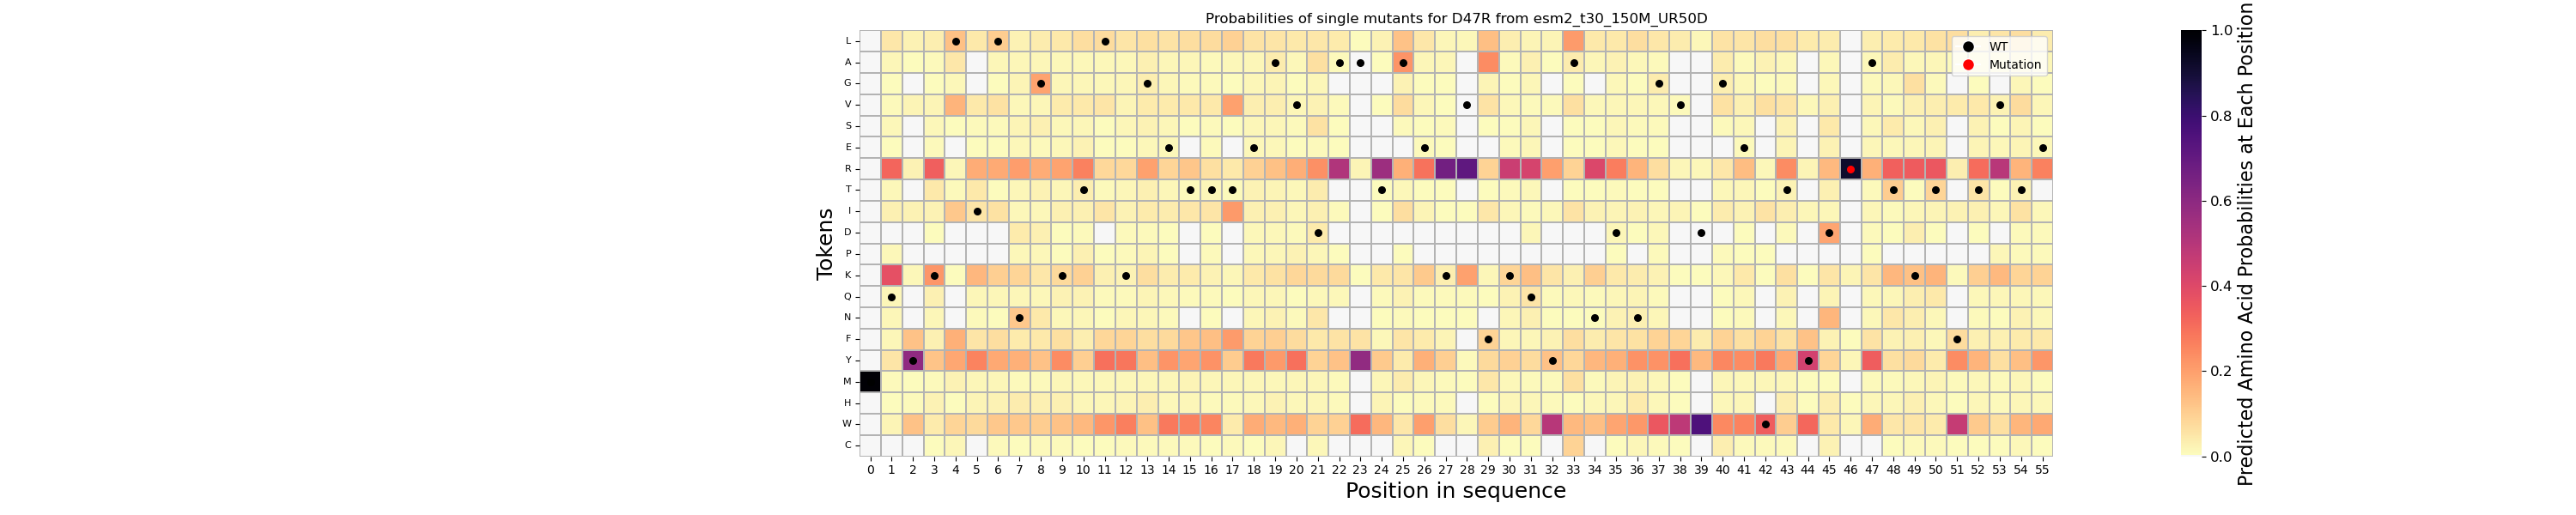 Probabilities of single mutants for D47R from esm2_t30_150M_UR50D
L
A
G
V
S
E
R
T
I
D
P
K
Q
N
F
Y
M
H
W
C
Tokens
0 1 2 3 4 5 6 7 8 9 10 11 12 13 14 15 16 17 18 19 20 21 22 23 24 25 26 27 28 29 30 31 32 33 34 35 36 37 38 39 40 41 42 43 44 45 46 47 48 49 50 51 52 53 54 55
Position in sequence
WT
Mutation
1.0
0.8
0.6
0.4
0.2
0.0
Predicted Amino Acid Probabilities at Each Position